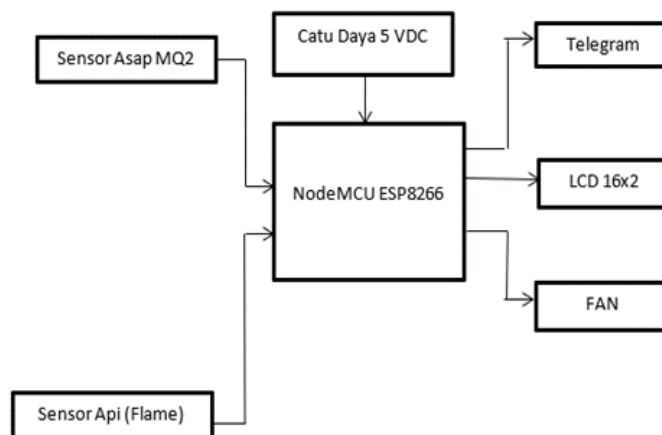 Catu Daya 5 VDC
Telegram
Sensor Asap MQ2
NodeMCU ESP8266
LCD 16x2
FAN
Sensor Api (Flame)